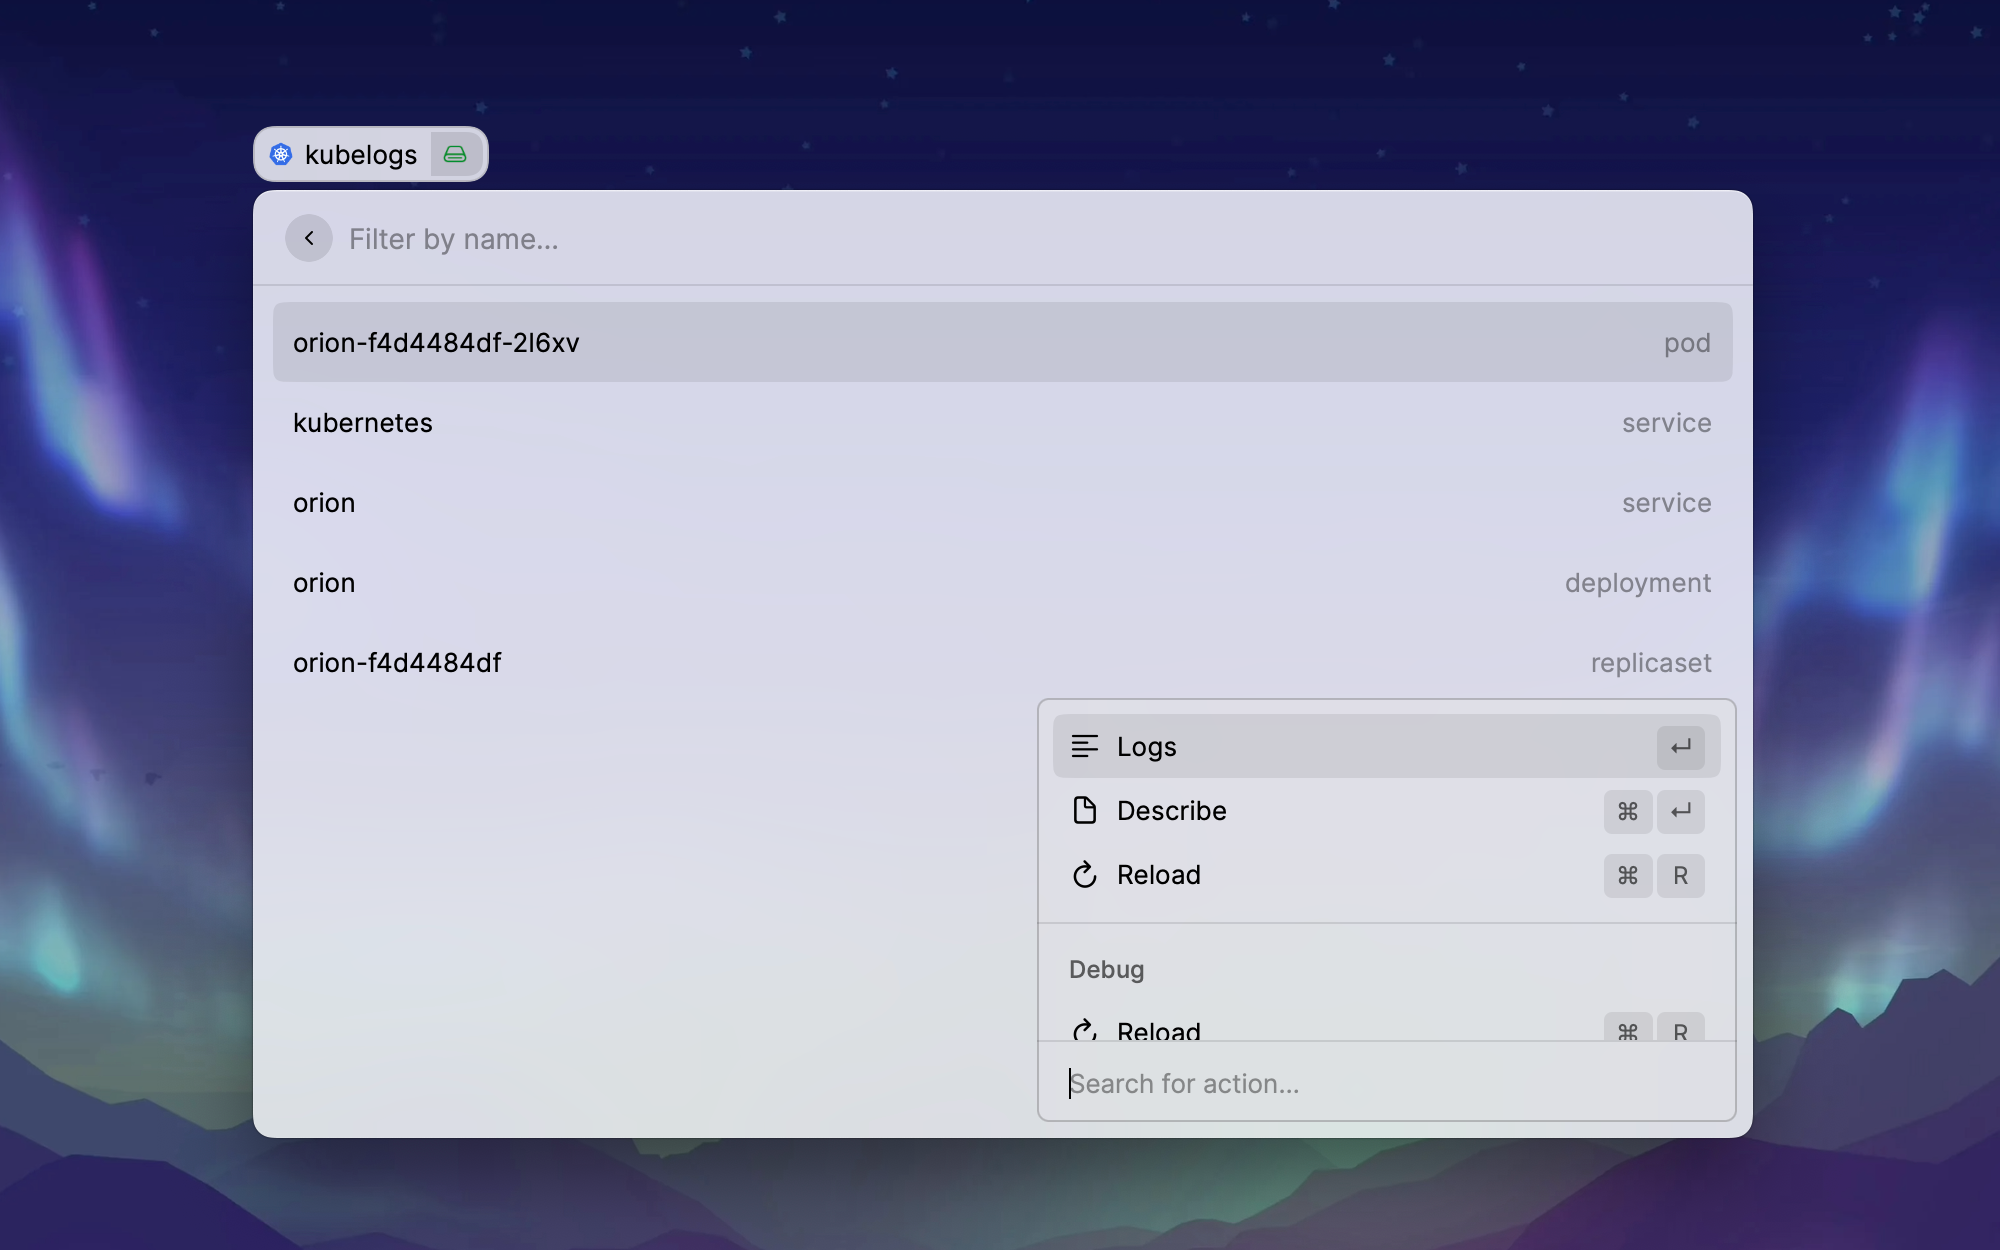 kubelogs
Filter by name...
orion-f4d4484df-2l6xv pod
kubernetes service
orion service
orion deployment
orion-f4d4484df replicaset
Logs ↵
Describe ⌘ ↵
Reload ⌘ R
Debug
Reload ⌘ R
Search for action...